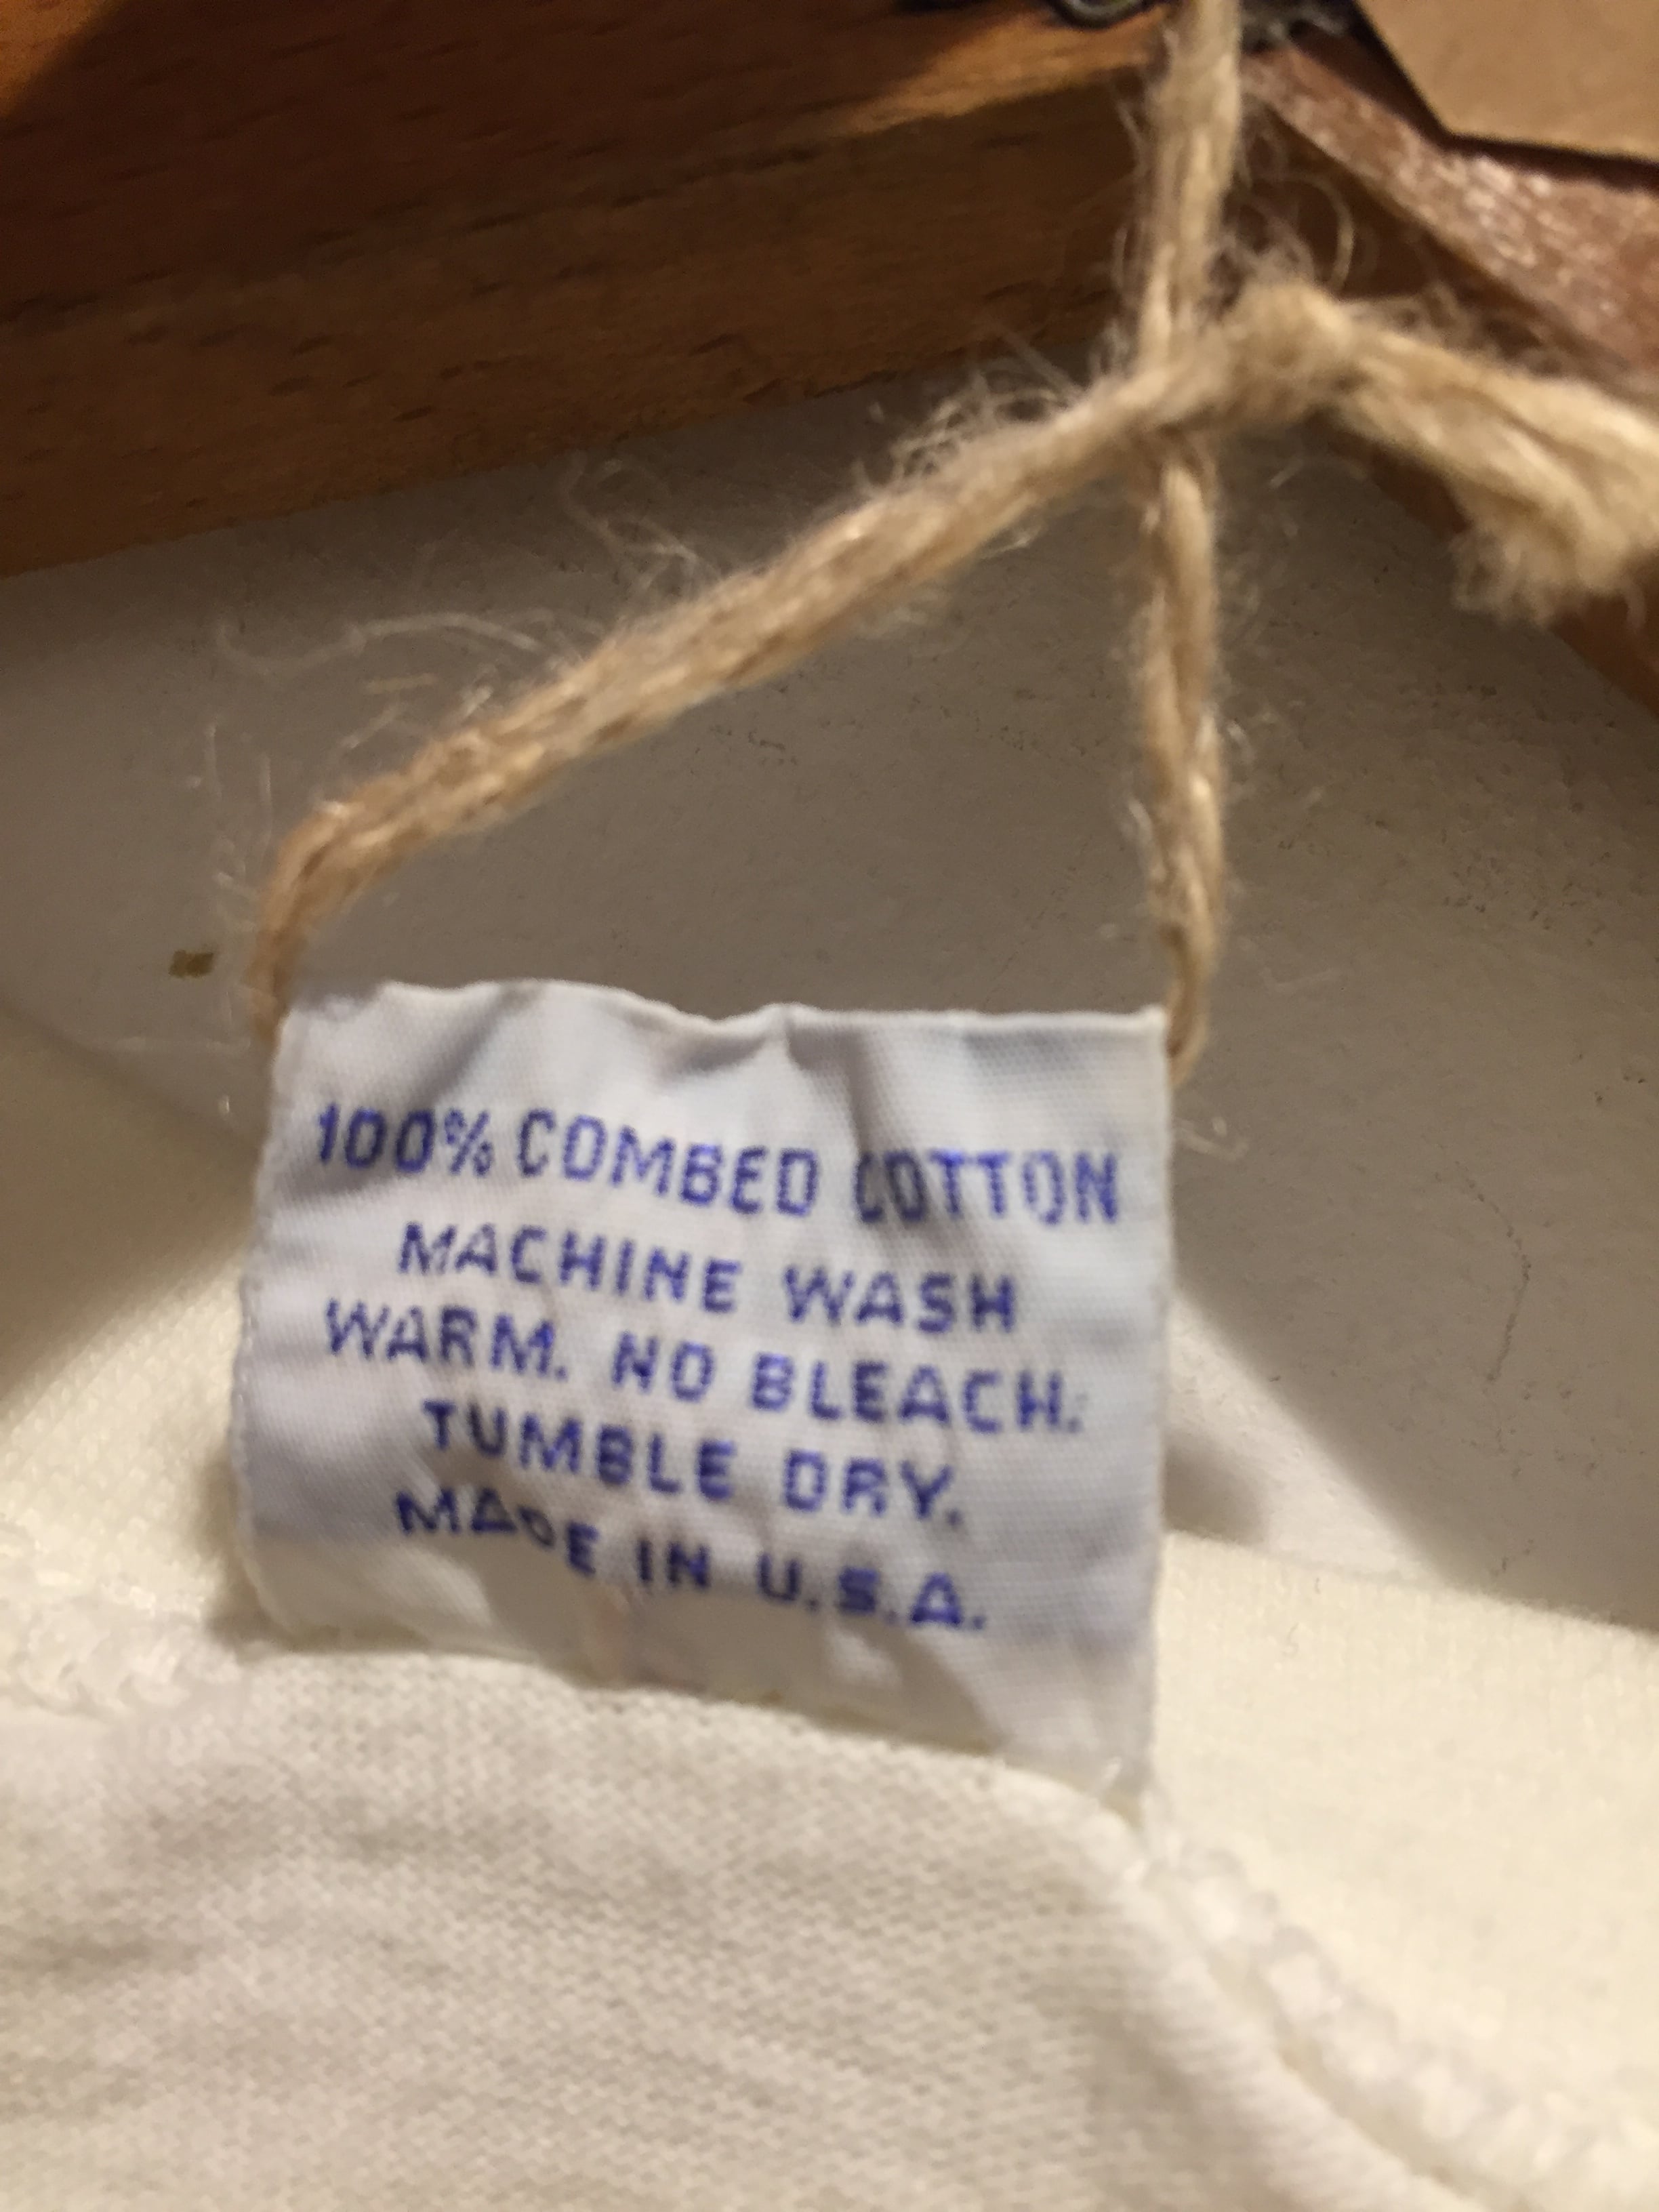 100% COMBED COTTON
MACHINE WASH
WARM. NO BLEACH.
TUMBLE DRY.
MADE IN U.S.A.